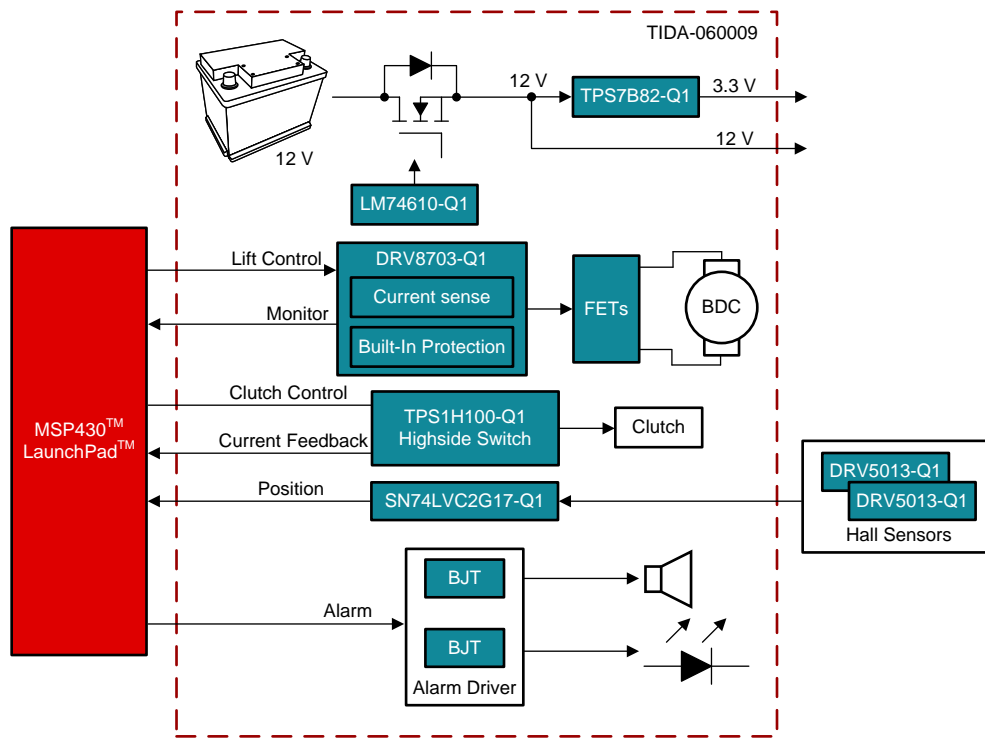 TIDA-060009
12 V
12 V
TPS7B82-Q1
3.3 V
12 V
LM74610-Q1
MSP430TM
LaunchPadTM
Lift Control
Monitor
DRV8703-Q1
Current sense
Built-In Protection
FETs
BDC
Clutch Control
Current Feedback
TPS1H100-Q1
Highside Switch
Clutch
Position
SN74LVC2G17-Q1
DRV5013-Q1
DRV5013-Q1
Hall Sensors
Alarm
BJT
BJT
Alarm Driver